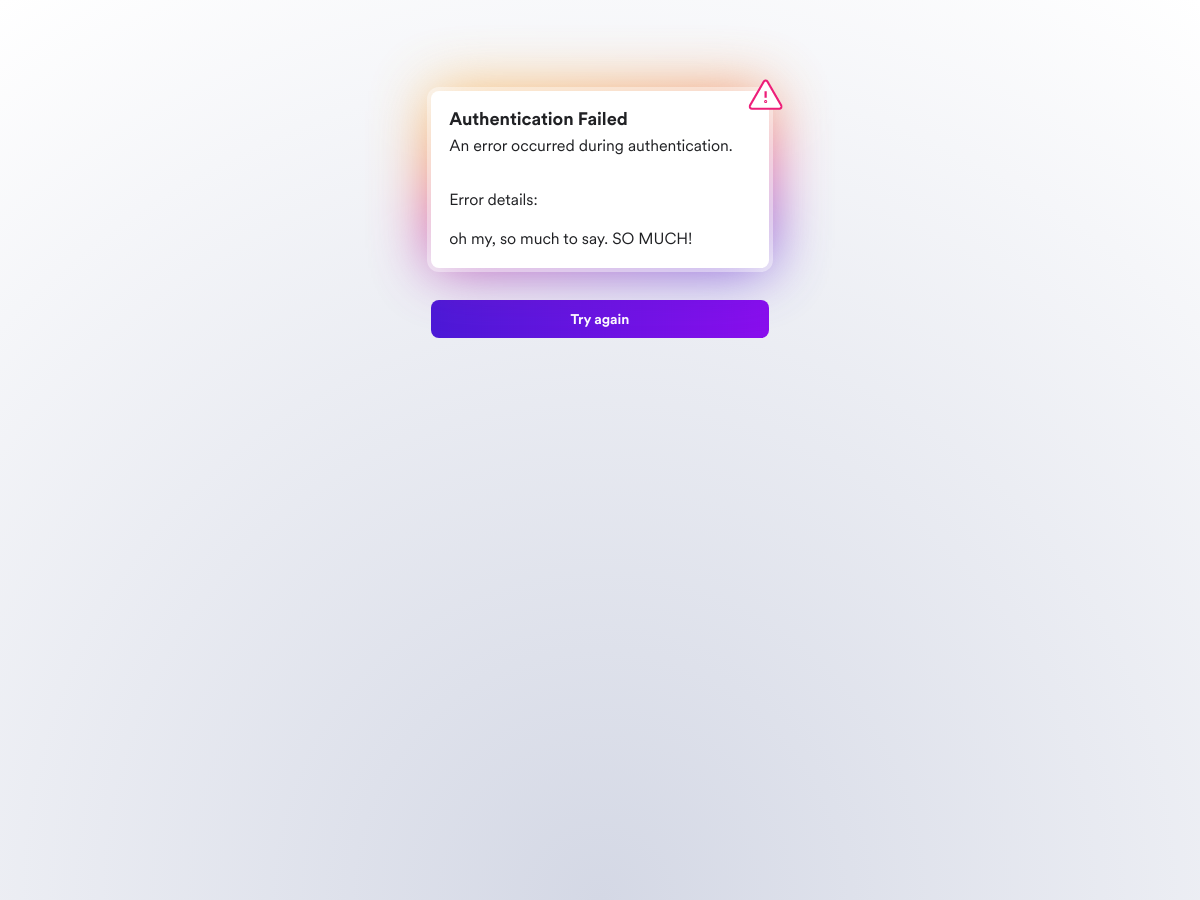 Authentication Failed
An error occurred during authentication.
Error details:
oh my, so much to say. SO MUCH!
Try again